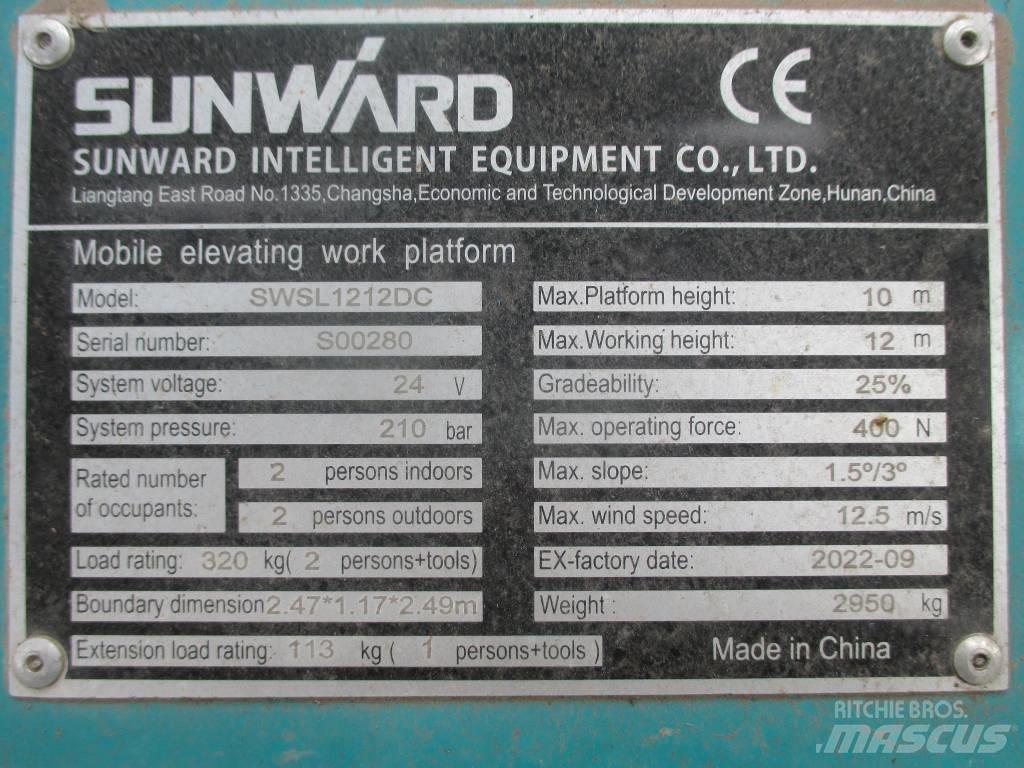 SUNWARD
CE
SUNWARD INTELLIGENT EQUIPMENT CO.,LTD.
Liangtang East Road No.1335,Changsha,Economic and Technological Development Zone,Hunan,China
Mobile elevating work platform
Model: SWSL1212DC
Serial number: S00280
System voltage: 24 V
System pressure: 210 bar
Rated number of occupants:
2 persons indoors
2 persons outdoors
Load rating: 320 kg( 2 persons+tools)
Boundary dimension 2.47*1.17*2.49m
Extension load rating: 113 kg ( 1 persons+tools )
Max.Platform height: 10 m
Max.Working height: 12 m
Gradeability: 25%
Max. operating force: 400 N
Max. slope: 1.5°/3°
Max. wind speed: 12.5 m/s
EX-factory date: 2022-09
Weight : 2950 kg
Made in China
RITCHIE BROS.
MASCUS